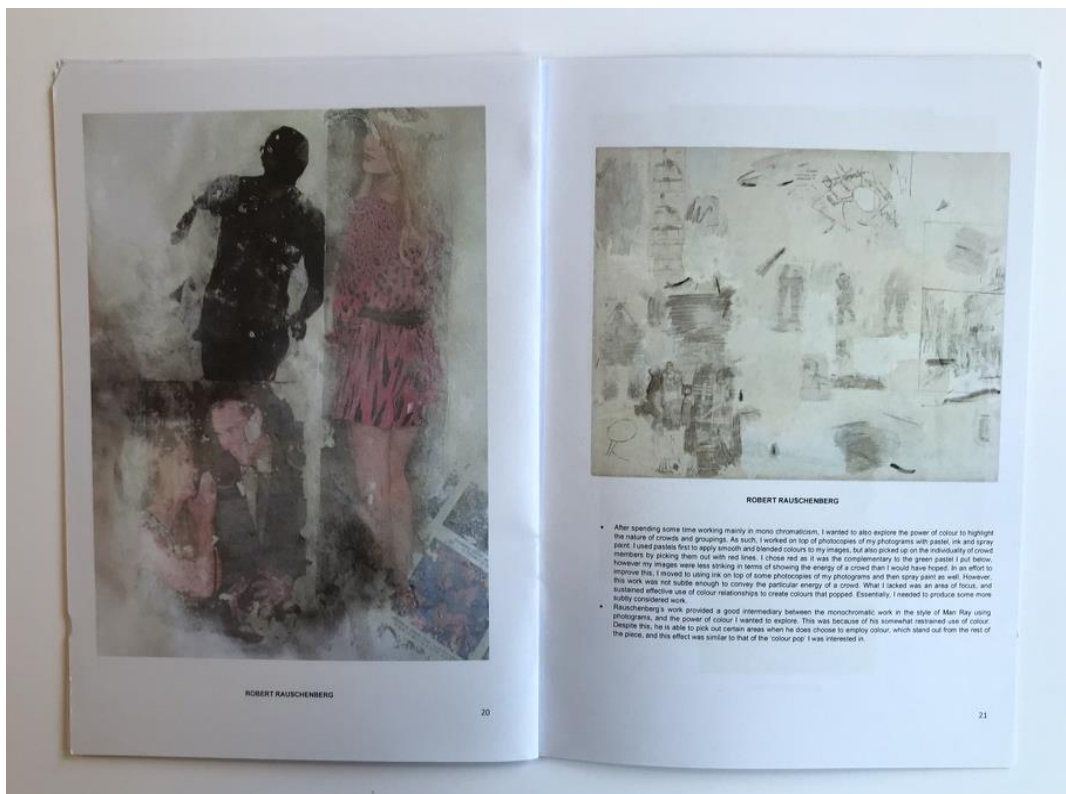 ROBERT RAUSCHENBERG
20
ROBERT RAUSCHENBERG
• After spending some time working mainly in mono chromaticism, I wanted to also explore the power of colour to highlight
the nature of crowds and groupings. As such, I worked on top of photocopies of my photograms with pastel, ink and spray
paint. I used pastels first to apply smooth and blended colours to my images, but also picked up on the individuality of crowd
members by picking them out with red lines. I chose red as it was the complementary to the green pastel I put below,
however my images were less striking in terms of showing the energy of a crowd than I would have hoped. In an effort to
improve this, I moved to using ink on top of some photocopies of my photograms and then spray paint as well. However,
this work was not subtle enough to convey the particular energy of a crowd. What I lacked was an area of focus, and
sustained effective use of colour relationships to create colours that popped. Essentially, I needed to produce some more
subtly considered work.
• Rauschenberg's work provided a good intermediary between the monochromatic work in the style of Man Ray using
photograms, and the power of colour I wanted to explore. This was because of his somewhat restrained use of colour.
Despite this, he is able to pick out certain areas when he does choose to employ colour, which stand out from the rest of
the piece, and this effect was similar to that of the 'colour pop' I was interested in.
21